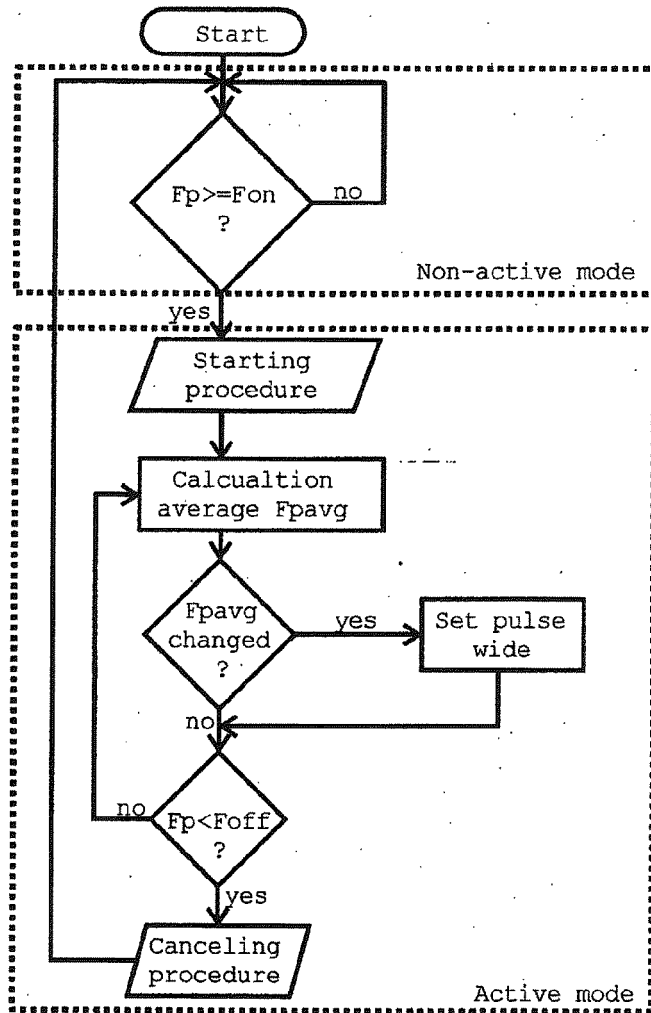 Start
Fp>=Fon
?
no
Non-active mode
yes
Starting
procedure
Calcualtion
average Fpavg
Fpavg
changed
?
yes
Set pulse
wide
no
no
Fp<Foff
?
yes
Canceling
procedure
Active mode